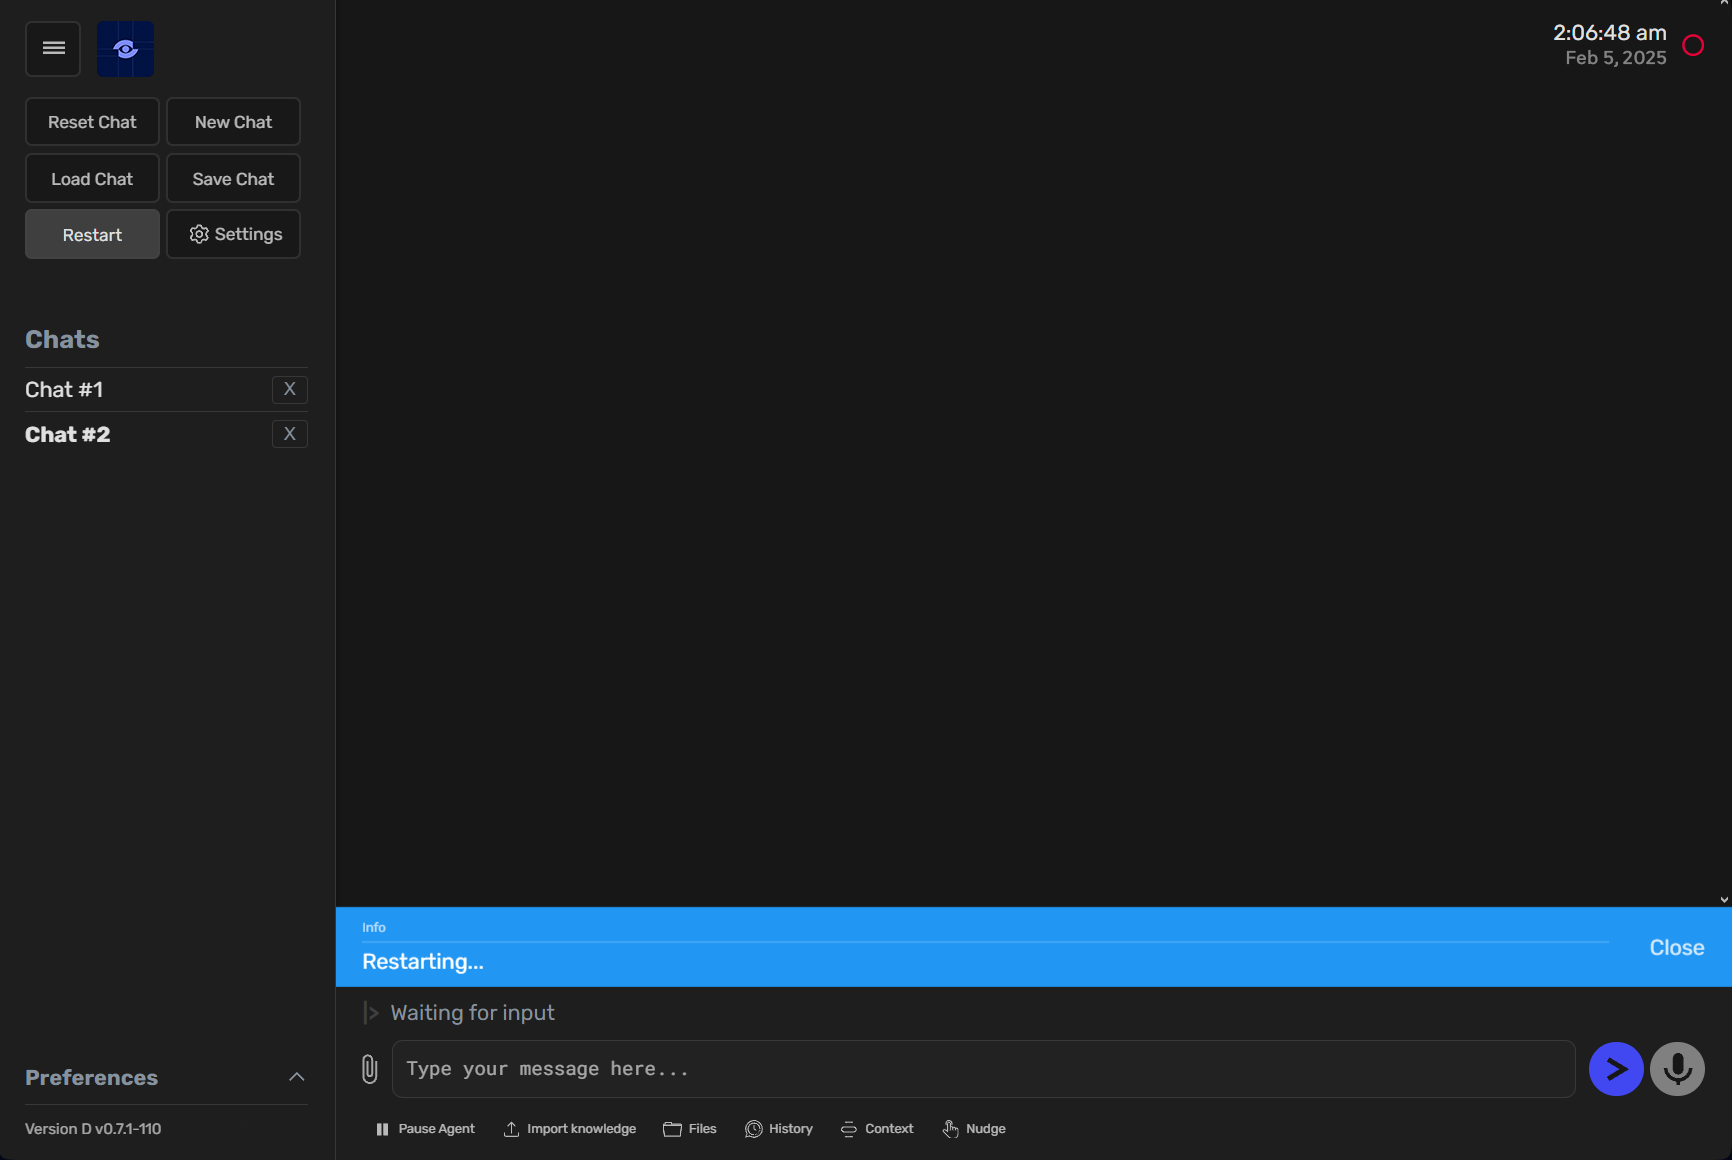 2:06:48 am
Feb 5, 2025
Reset Chat
New Chat
Load Chat
Save Chat
Restart
Settings
Chats
Chat #1
X
Chat #2
X
Info
Restarting...
Close
Waiting for input
Type your message here...
Preferences
Version D v0.7.1-110
Pause Agent
Import knowledge
Files
History
Context
Nudge